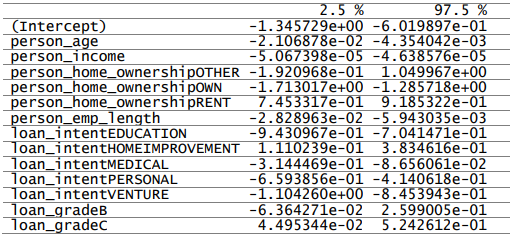 2.5 % 97.5 %
(Intercept) -1.345729e+00 -6.019897e-01
person_age -2.106878e-02 -4.354042e-03
person_income -5.067398e-05 -4.638576e-05
person_home_ownershipOTHER -1.920968e-01 1.049967e+00
person_home_ownershipOWN -1.713017e+00 -1.285718e+00
person_home_ownershipRENT 7.453317e-01 9.185322e-01
person_emp_length -2.828963e-02 -5.943035e-03
loan_intentEDUCATION -9.430967e-01 -7.041471e-01
loan_intentHOMEIMPROVEMENT 1.110239e-01 3.834616e-01
loan_intentMEDICAL -3.144469e-01 -8.656061e-02
loan_intentPERSONAL -6.593856e-01 -4.140618e-01
loan_intentVENTURE -1.104260e+00 -8.453943e-01
loan_gradeB -6.364271e-02 2.599005e-01
loan_gradeC 4.495344e-02 5.242612e-01